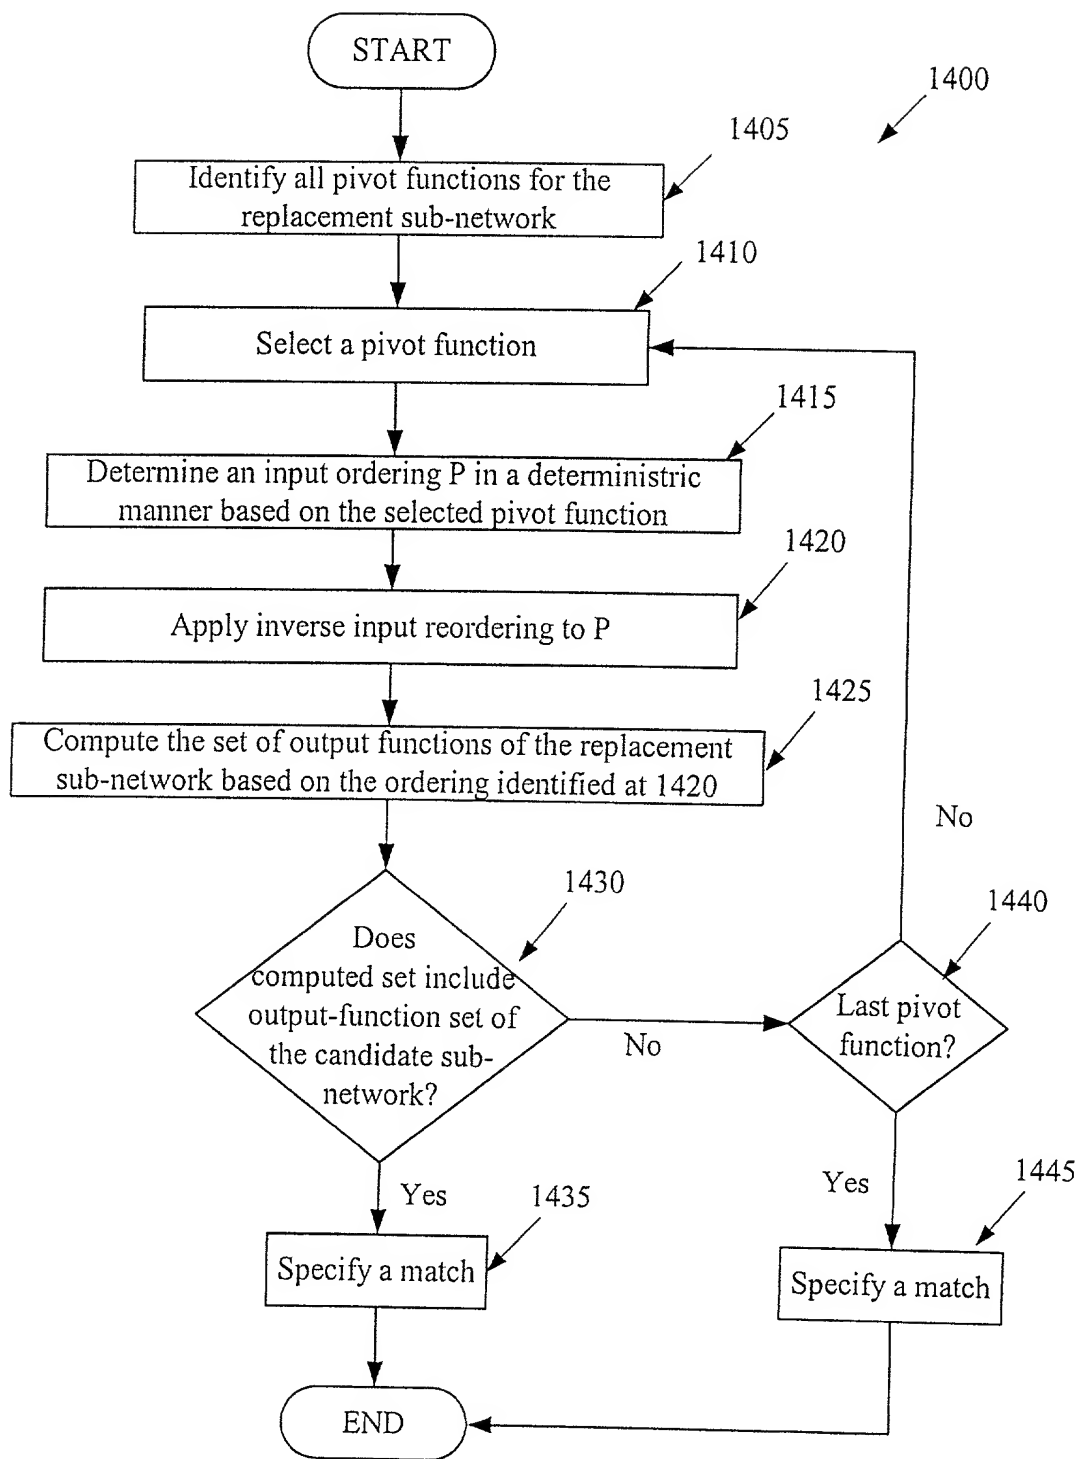 START
1400
1405
Identify all pivot functions for the
replacement sub-network
1410
Select a pivot function
1415
Determine an input ordering P in a deterministric
manner based on the selected pivot function
1420
Apply inverse input reordering to P
1425
Compute the set of output functions of the replacement
sub-network based on the ordering identified at 1420
No
1430
Does
computed set include
output-function set of
the candidate sub-
network?
No
1440
Last pivot
function?
Yes
1435
Specify a match
Yes
1445
Specify a match
END